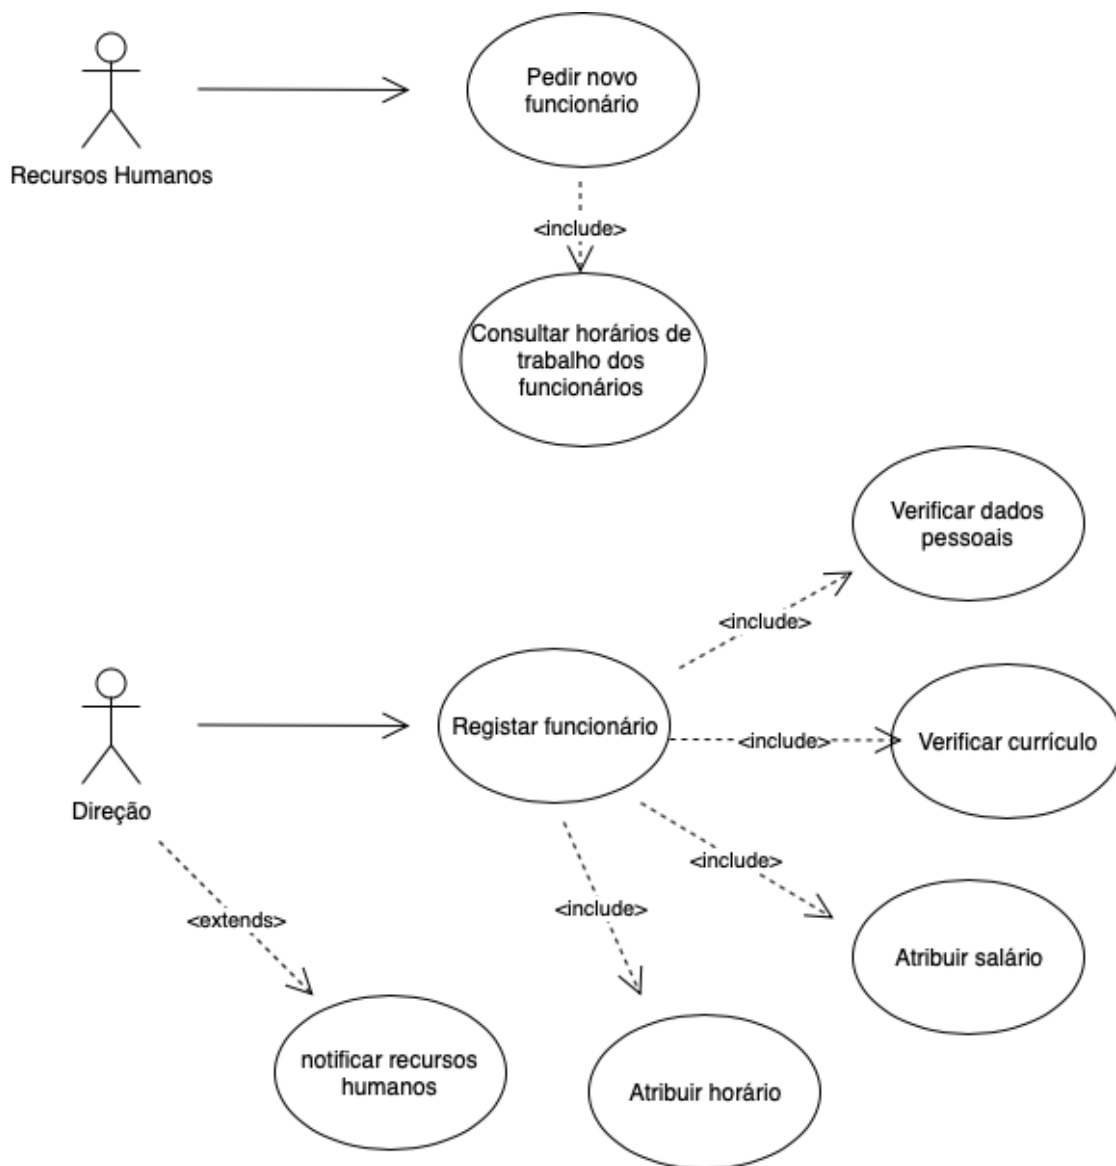 Pedir novo
funcionário
Recursos Humanos
<include>
Consultar horários de
trabalho dos
funcionários
Verificar dados
pessoais
<include>
Registar funcionário
<include>
Verificar currículo
Direção
<include>
<extends>
<include>
Atribuir salário
notificar recursos
humanos
Atribuir horário